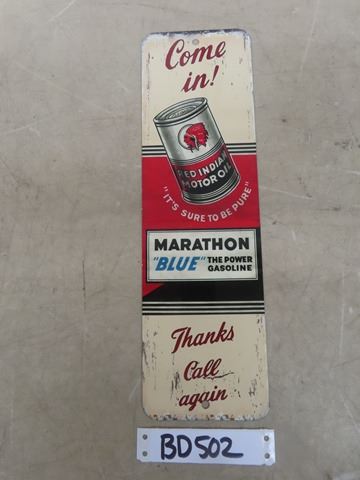 Come
in!
RED INDIAN
MOTOR OIL
"IT'S SURE TO BE PURE"
MARATHON
"BLUE" THE POWER
GASOLINE
Thanks
Call
again
BD502